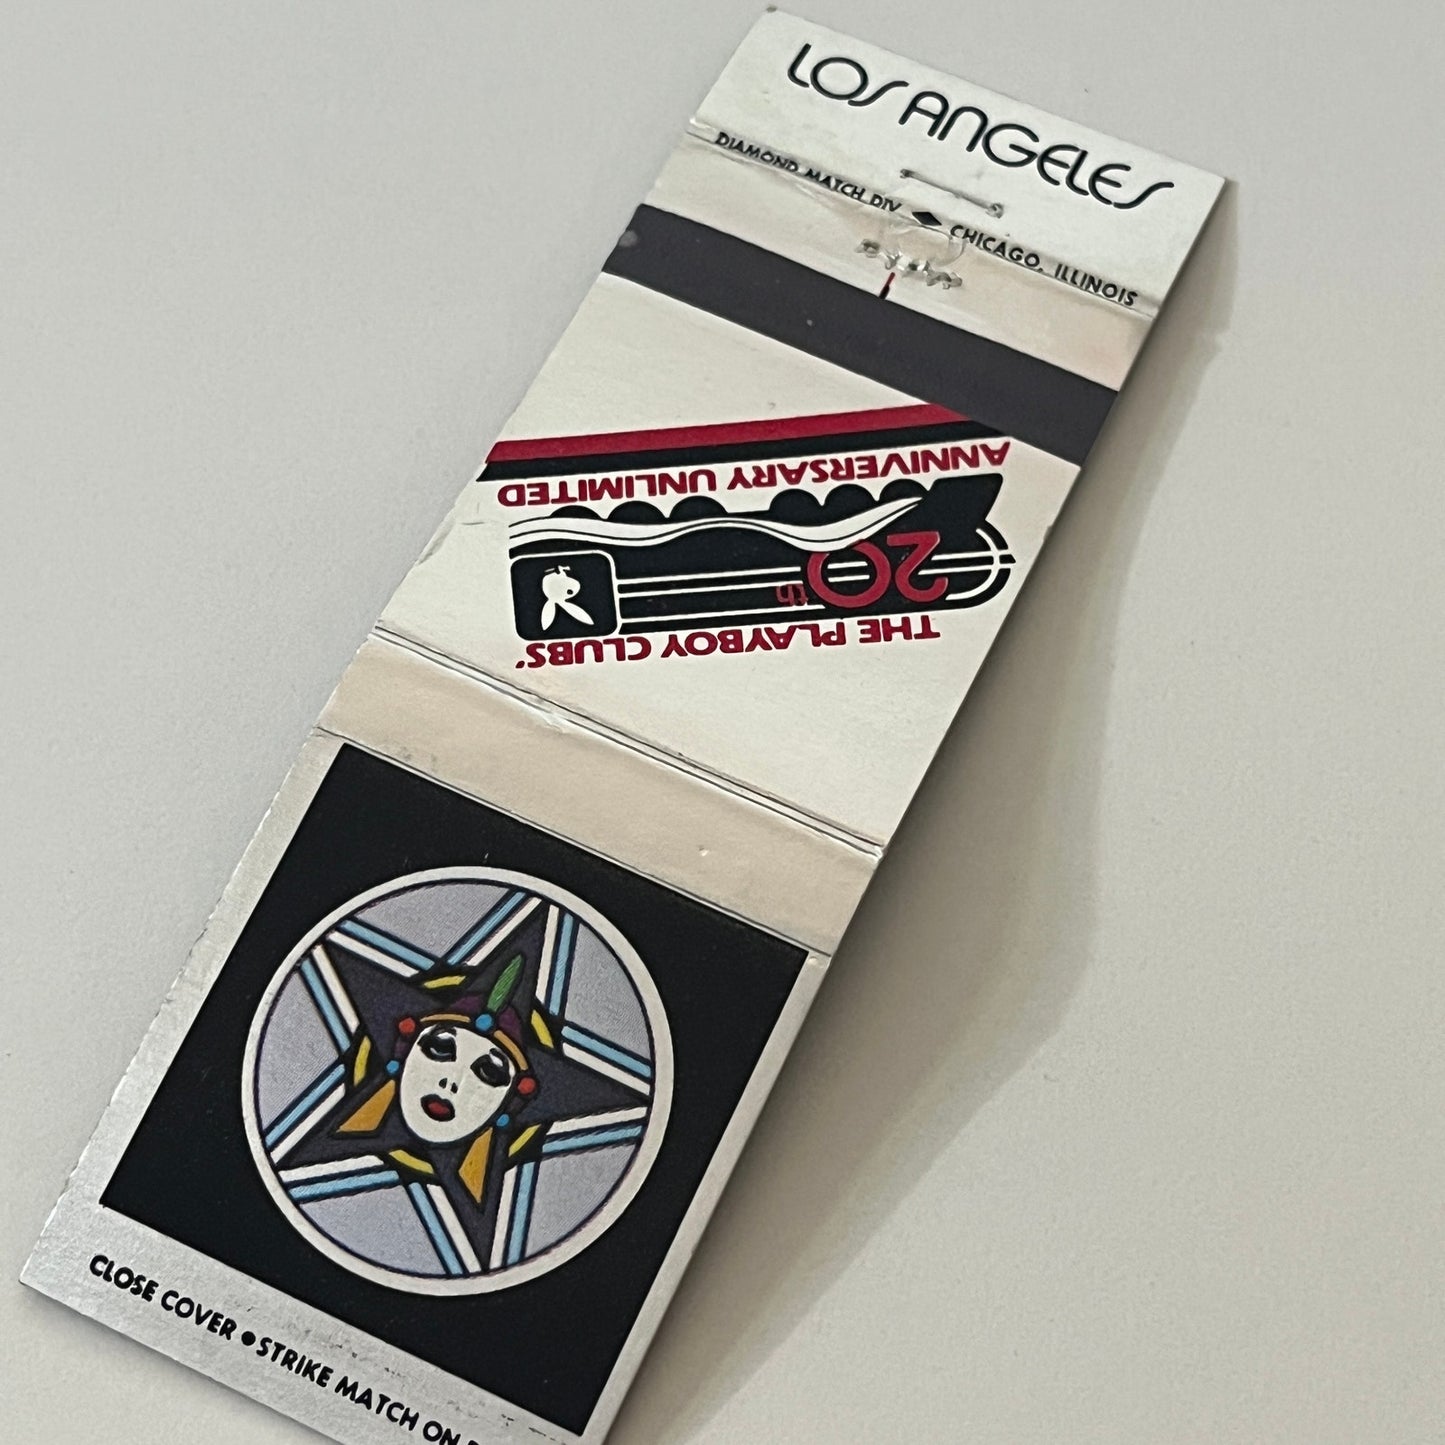 LOS ANGELES
DIAMOND MATCH DIV ◆ CHICAGO, ILLINOIS
THE PLAYBOY CLUBS'
20th
ANNIVERSARY UNLIMITED
CLOSE COVER ● STRIKE MATCH ON